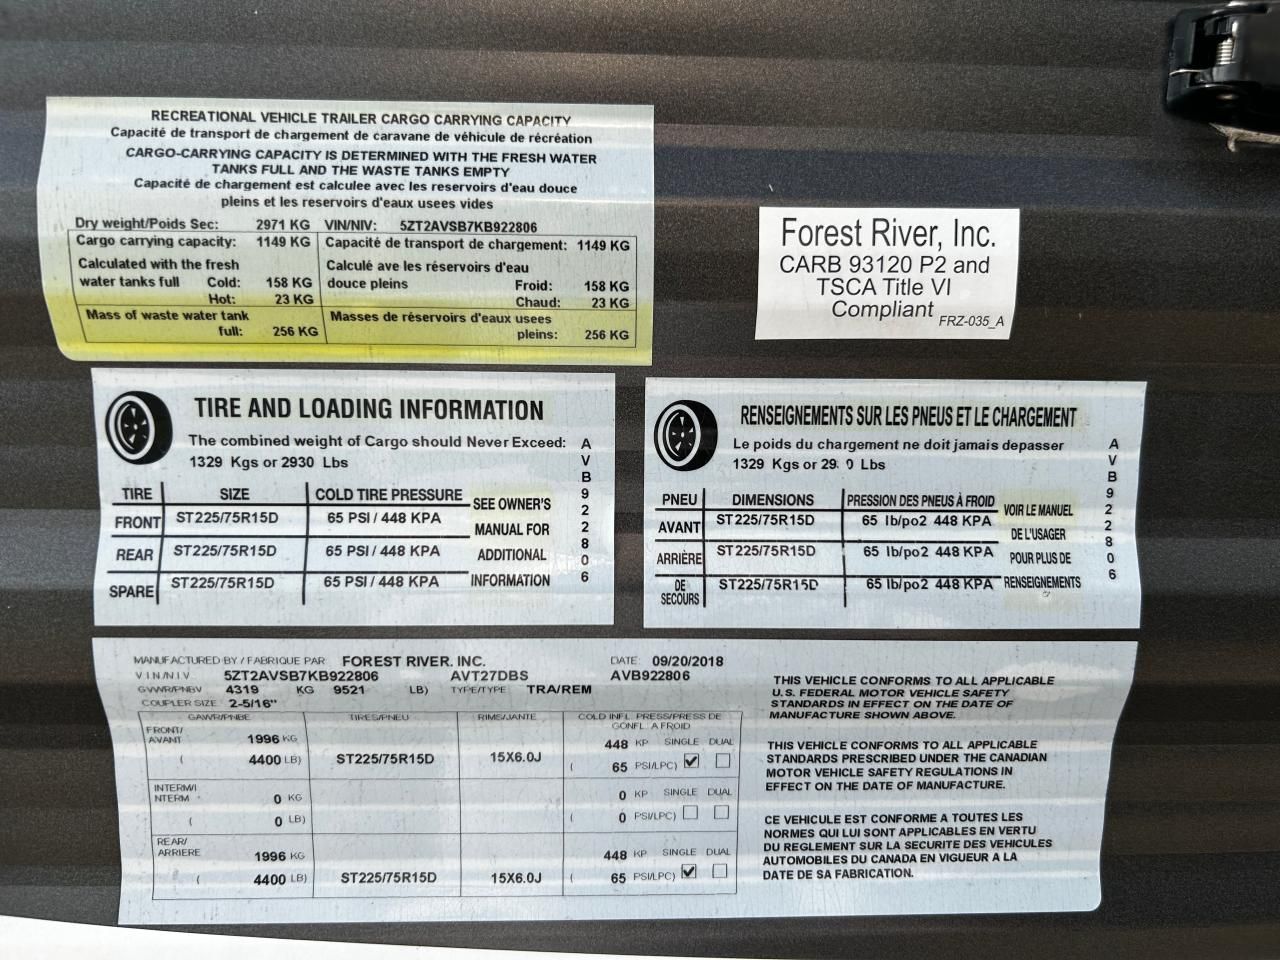 RECREATIONAL VEHICLE TRAILER CARGO CARRYING CAPACITY
Capacité de transport de chargement de caravane de véhicule de récréation
CARGO-CARRYING CAPACITY IS DETERMINED WITH THE FRESH WATER
TANKS FULL AND THE WASTE TANKS EMPTY
Capacité de chargement est calculee avec les reservoirs d'eau douce
pleins et les reservoirs d'eaux usees vides
Dry weight/Poids Sec: 2971 KG VIN/NIV: 5ZT2AVSB7KB922806
Cargo carrying capacity: 1149 KG
Calculated with the fresh
water tanks full Cold: 158 KG
Hot: 23 KG
Mass of waste water tank
full: 256 KG
Capacité de transport de chargement: 1149 KG
Calculé ave les réservoirs d'eau
douce pleins Froid: 158 KG
Chaud: 23 KG
Masses de réservoirs d'eaux usees
pleins: 256 KG
Forest River, Inc.
CARB 93120 P2 and
TSCA Title VI
Compliant FRZ-035_A
TIRE AND LOADING INFORMATION
The combined weight of Cargo should Never Exceed:
1329 Kgs or 2930 Lbs
TIRE SIZE COLD TIRE PRESSURE
FRONT ST225/75R15D 65 PSI / 448 KPA
REAR ST225/75R15D 65 PSI / 448 KPA
SPARE ST225/75R15D 65 PSI / 448 KPA
SEE OWNER'S
MANUAL FOR
ADDITIONAL
INFORMATION
AVB922806
RENSEIGNEMENTS SUR LES PNEUS ET LE CHARGEMENT
Le poids du chargement ne doit jamais depasser
1329 Kgs or Lbs
PNEU DIMENSIONS PRESSION DES PNEUS À FROID
AVANT ST225/75R15D 65 lb/po2 448 KPA
ARRIÈRE ST225/75R15D 65 lb/po2 448 KPA
DE SECOURS ST225/75R15D 65 lb/po2 448 KPA
VOIR LE MANUEL
DE L'USAGER
POUR PLUS DE
RENSEIGNEMENTS
AVB922806
MANUFACTURED BY / FABRIQUE PAR FOREST RIVER. INC. DATE: 09/20/2018
VIN/NIV 5ZT2AVSB7KB922806 AVT27DBS AVB922806
GVWR/PNBV 4319 KG 9521 LB) TYPE/TYPE TRA/REM
COUPLER SIZE 2-5/16"
GAWR/PNBE TIRES/PNEU RIMS/JANTE COLD INFL. PRESS/PRESS DE
GONFL. A FROID
FRONT/
AVANT 1996 KG 448 KP SINGLE DUAL
( 4400 LB) ST225/75R15D 15X6.0J ( 65 PSI/LPC)
INTERM/
INTERM 0 KG 0 KP SINGLE DUAL
( 0 LB) ( 0 PSI/LPC)
REAR/
ARRIERE 1996 KG 448 KP SINGLE DUAL
( 4400 LB) ST225/75R15D 15X6.0J ( 65 PSI/LPC)
THIS VEHICLE CONFORMS TO ALL APPLICABLE
U.S. FEDERAL MOTOR VEHICLE SAFETY
STANDARDS IN EFFECT ON THE DATE OF
MANUFACTURE SHOWN ABOVE.
THIS VEHICLE CONFORMS TO ALL APPLICABLE
STANDARDS PRESCRIBED UNDER THE CANADIAN
MOTOR VEHICLE SAFETY REGULATIONS IN
EFFECT ON THE DATE OF MANUFACTURE.
CE VEHICULE EST CONFORME A TOUTES LES
NORMES QUI LUI SONT APPLICABLES EN VERTU
DU REGLEMENT SUR LA SECURITE DES VEHICULES
AUTOMOBILES DU CANADA EN VIGUEUR A LA
DATE DE SA FABRICATION.